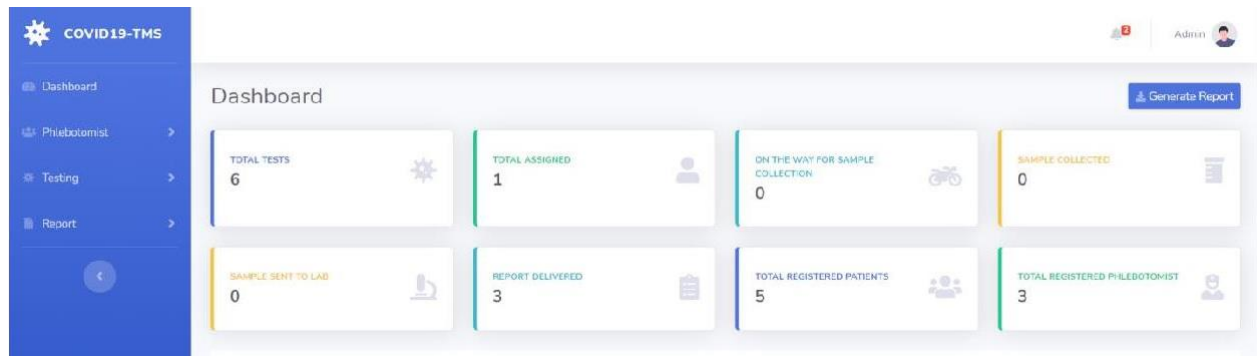 COVID19-TMS
2
Admin
Dashboard
Phlebotomist
Testing
Report
Dashboard
Generate Report
TOTAL TESTS
6
TOTAL ASSIGNED
1
ON THE WAY FOR SAMPLE
COLLECTION
0
SAMPLE COLLECTED
0
SAMPLE SENT TO LAB
0
REPORT DELIVERED
3
TOTAL REGISTERED PATIENTS
5
TOTAL REGISTERED PHLEBOTOMIST
3